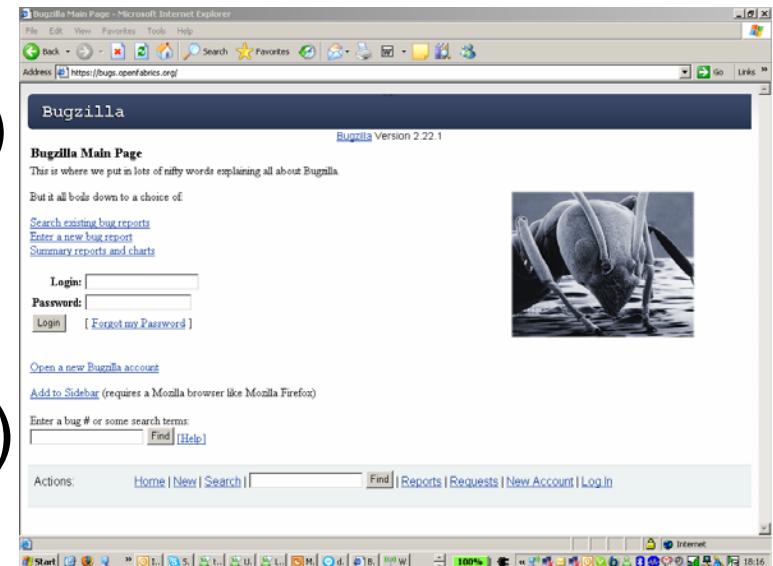 Bugzilla Main Page - Microsoft Internet Explorer
File Edit View Favorites Tools Help
Back Search Favorites
Address https://bugs.openfabrics.org/ Go Links »
Bugzilla
Bugzilla Version 2.22.1
Bugzilla Main Page
This is where we put in lots of nifty words explaining all about Bugzilla.
But it all boils down to a choice of:
Search existing bug reports
Enter a new bug report
Summary reports and charts
Login:
Password:
Login [ Forgot my Password ]
Open a new Bugzilla account
Add to Sidebar (requires a Mozilla browser like Mozilla Firefox)
Enter a bug # or some search terms:
Find [Help]
Actions: Home | New | Search | Find | Reports | Requests | New Account | Log In
Internet
Start 100% 18:16